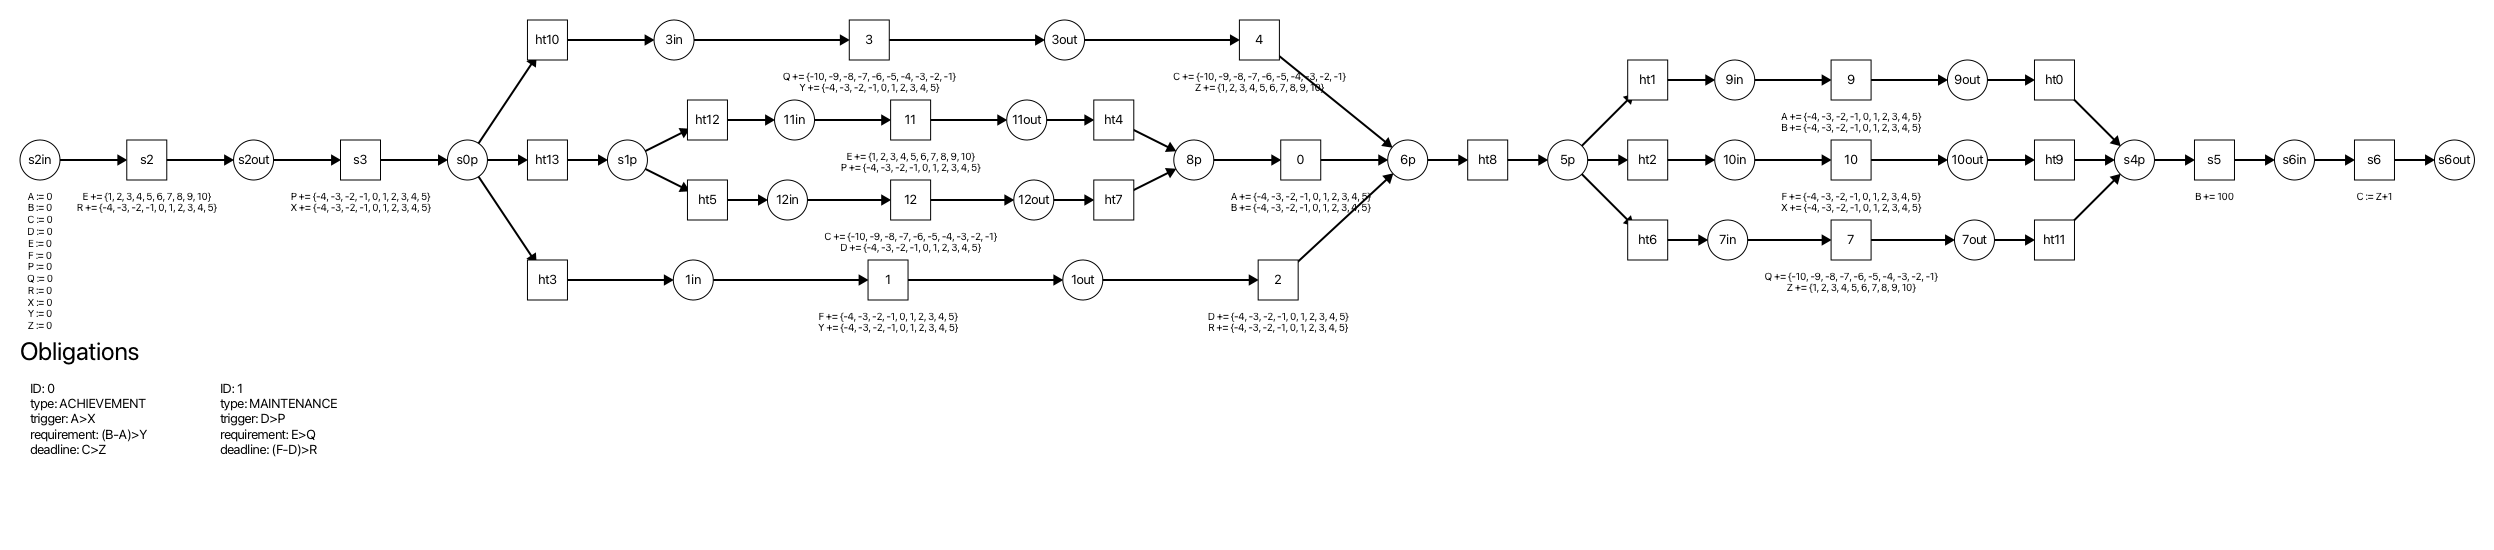 ht10
3in
3
3out
4
Q += {-10, -9, -8, -7, -6, -5, -4, -3, -2, -1}
Y += {-4, -3, -2, -1, 0, 1, 2, 3, 4, 5}
C += {-10, -9, -8, -7, -6, -5, -4, -3, -2, -1}
Z += {1, 2, 3, 4, 5, 6, 7, 8, 9, 10}
ht1
9in
9
9out
ht0
A += {-4, -3, -2, -1, 0, 1, 2, 3, 4, 5}
B += {-4, -3, -2, -1, 0, 1, 2, 3, 4, 5}
ht12
11in
11
11out
ht4
E += {1, 2, 3, 4, 5, 6, 7, 8, 9, 10}
P += {-4, -3, -2, -1, 0, 1, 2, 3, 4, 5}
s2in
s2
s2out
s3
s0p
ht13
s1p
8p
0
6p
ht8
5p
ht2
10in
10
10out
ht9
s4p
s5
s6in
s6
s6out
A := 0
B := 0
C := 0
D := 0
E := 0
F := 0
P := 0
Q := 0
R := 0
X := 0
Y := 0
Z := 0
E += {1, 2, 3, 4, 5, 6, 7, 8, 9, 10}
R += {-4, -3, -2, -1, 0, 1, 2, 3, 4, 5}
P += {-4, -3, -2, -1, 0, 1, 2, 3, 4, 5}
X += {-4, -3, -2, -1, 0, 1, 2, 3, 4, 5}
A += {-4, -3, -2, -1, 0, 1, 2, 3, 4, 5}
B += {-4, -3, -2, -1, 0, 1, 2, 3, 4, 5}
F += {-4, -3, -2, -1, 0, 1, 2, 3, 4, 5}
X += {-4, -3, -2, -1, 0, 1, 2, 3, 4, 5}
B += 100
C := Z+1
ht5
12in
12
12out
ht7
C += {-10, -9, -8, -7, -6, -5, -4, -3, -2, -1}
D += {-4, -3, -2, -1, 0, 1, 2, 3, 4, 5}
ht6
7in
7
7out
ht11
Q += {-10, -9, -8, -7, -6, -5, -4, -3, -2, -1}
Z += {1, 2, 3, 4, 5, 6, 7, 8, 9, 10}
ht3
1in
1
1out
2
F += {-4, -3, -2, -1, 0, 1, 2, 3, 4, 5}
Y += {-4, -3, -2, -1, 0, 1, 2, 3, 4, 5}
D += {-4, -3, -2, -1, 0, 1, 2, 3, 4, 5}
R += {-4, -3, -2, -1, 0, 1, 2, 3, 4, 5}
Obligations
ID: 0
type: ACHIEVEMENT
trigger: A>X
requirement: (B-A)>Y
deadline: C>Z
ID: 1
type: MAINTENANCE
trigger: D>P
requirement: E>Q
deadline: (F-D)>R